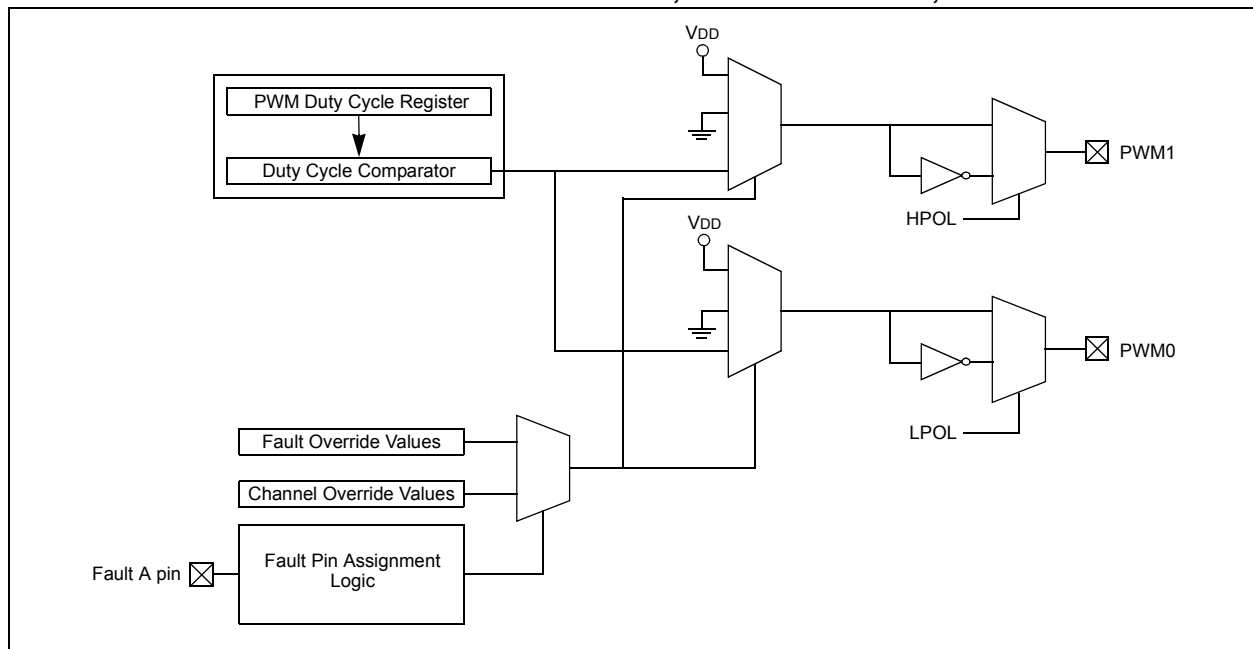 VDD
PWM Duty Cycle Register
Duty Cycle Comparator
PWM1
HPOL
VDD
PWM0
LPOL
Fault Override Values
Channel Override Values
Fault Pin Assignment
Logic
Fault A pin